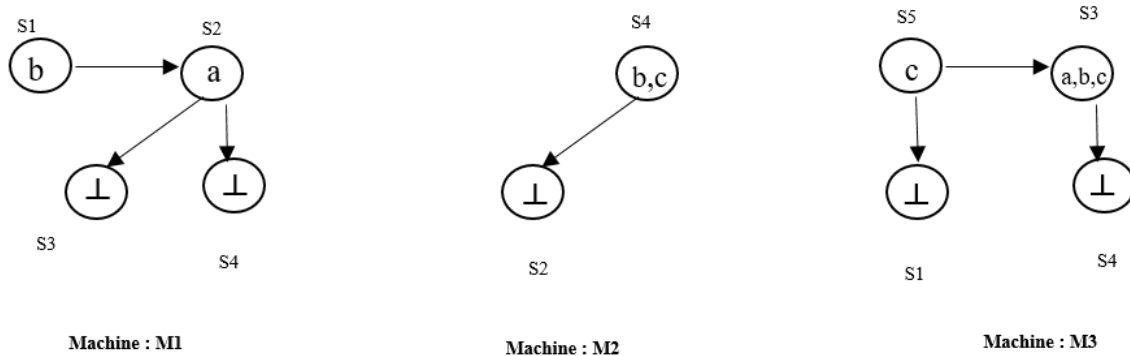 S1
S2
b
a
⊥
⊥
S3
S4
Machine : M1
S4
b,c
⊥
S2
Machine : M2
S5
S3
c
a,b,c
⊥
⊥
S1
S4
Machine : M3